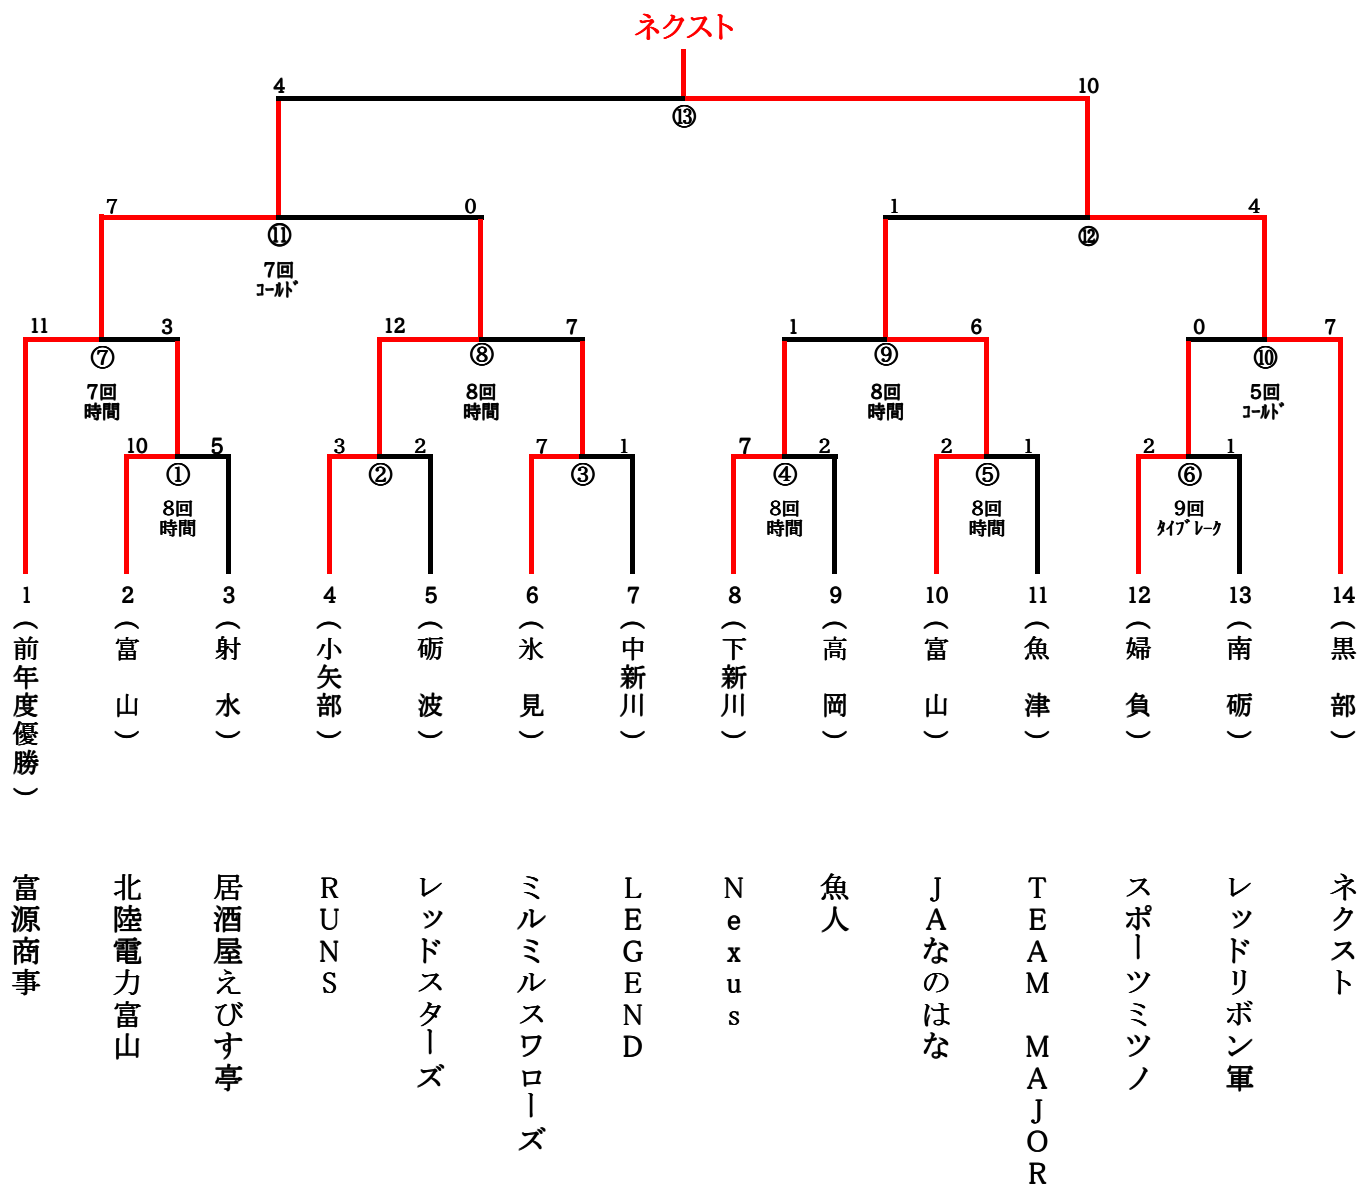 ネクスト
4 10
⑬
7 0 1 4
⑪ ⑫
7回
ｺｰﾙﾄﾞ
11 3 12 7 1 6 0 7
⑦ ⑧ ⑨ ⑩
7回 8回 8回 5回
時間 時間 時間 ｺｰﾙﾄﾞ
10 5 3 2 7 1 7 2 2 1 2 1
① ② ③ ④ ⑤ ⑥
8回 8回 8回 9回
時間 時間 時間 ﾀｲﾌﾞﾚｰｸ
1 2 3 4 5 6 7 8 9 10 11 12 13 14
（前年度優勝）
（富　山）
（射　水）
（小矢部）
（砺　波）
（氷　見）
（中新川）
（下新川）
（高　岡）
（富　山）
（魚　津）
（婦　負）
（南　砺）
（黒　部）
富源商事
北陸電力富山
居酒屋えびす亭
RUNS
レッドスターズ
ミルミルスワローズ
LEGEND
Nexus
魚人
JAなのはな
TEAM　MAJOR
スポーツミツノ
レッドリボン軍
ネクスト